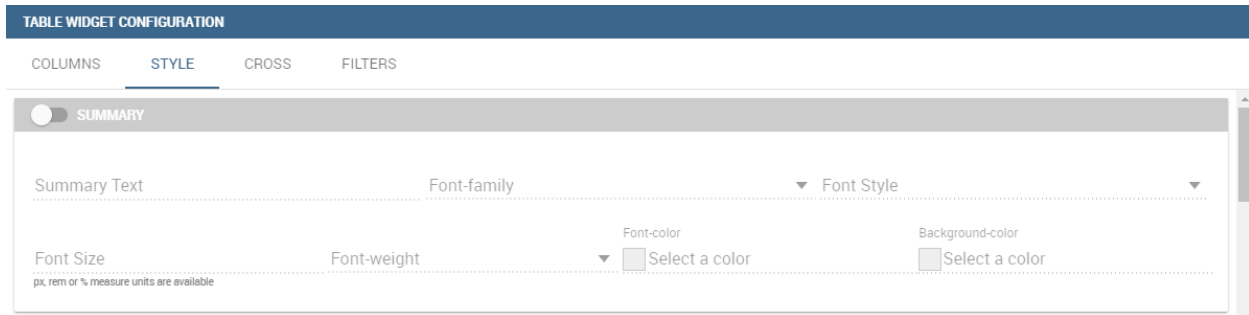 TABLE WIDGET CONFIGURATION
COLUMNS STYLE CROSS FILTERS
SUMMARY
Summary Text Font-family Font Style
Font-color Background-color
Font Size Font-weight Select a color Select a color
px, rem or % measure units are available